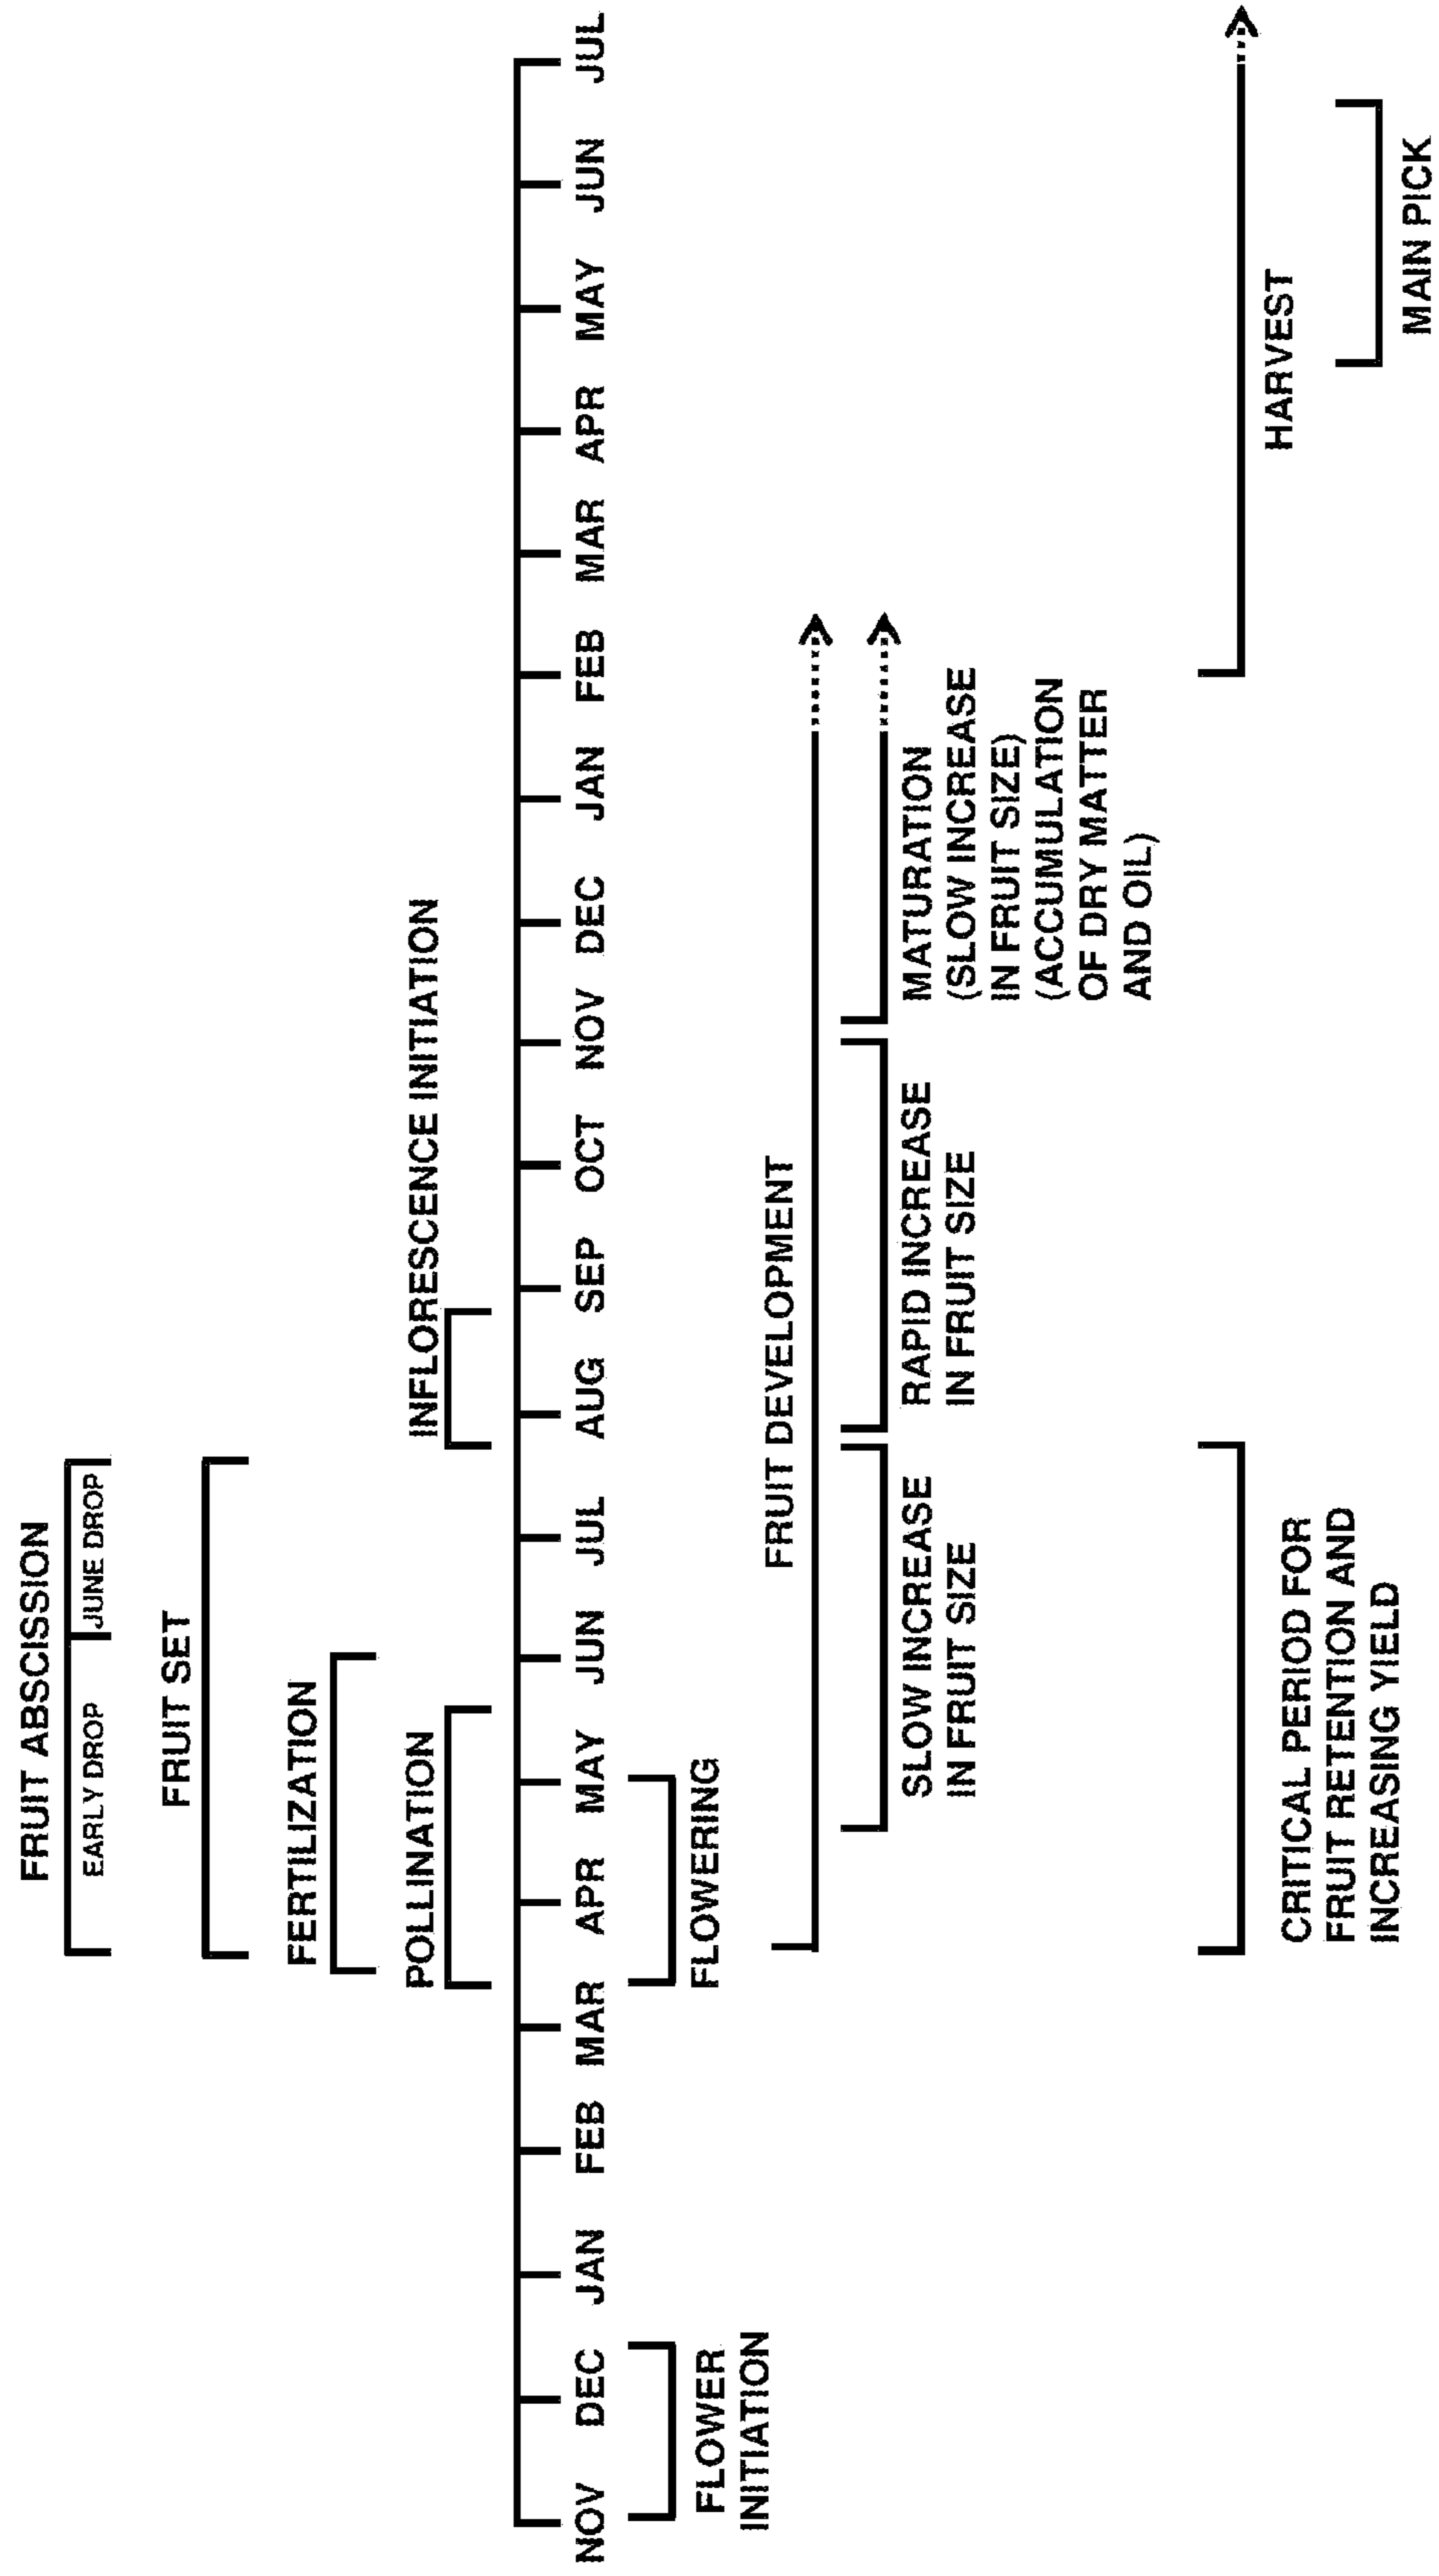 FRUIT ABSCISSION
EARLY DROP JUNE DROP
FRUIT SET
FERTILIZATION
POLLINATION
INFLORESCENCE INITIATION
NOV DEC JAN FEB MAR APR MAY JUN JUL AUG SEP OCT NOV DEC JAN FEB MAR APR MAY JUN JUL
FLOWER
INITIATION
FLOWERING
FRUIT DEVELOPMENT
SLOW INCREASE
IN FRUIT SIZE
RAPID INCREASE
IN FRUIT SIZE
MATURATION
(SLOW INCREASE
IN FRUIT SIZE)
(ACCUMULATION
OF DRY MATTER
AND OIL)
CRITICAL PERIOD FOR
FRUIT RETENTION AND
INCREASING YIELD
HARVEST
MAIN PICK